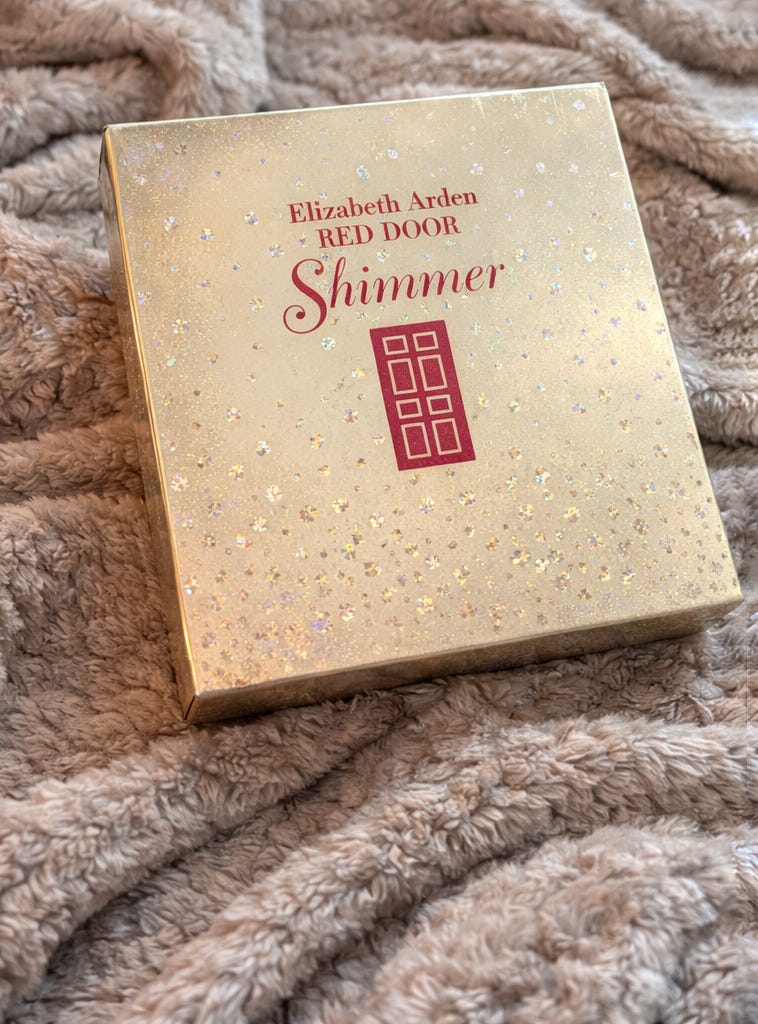 Elizabeth Arden
RED DOOR
Shimmer